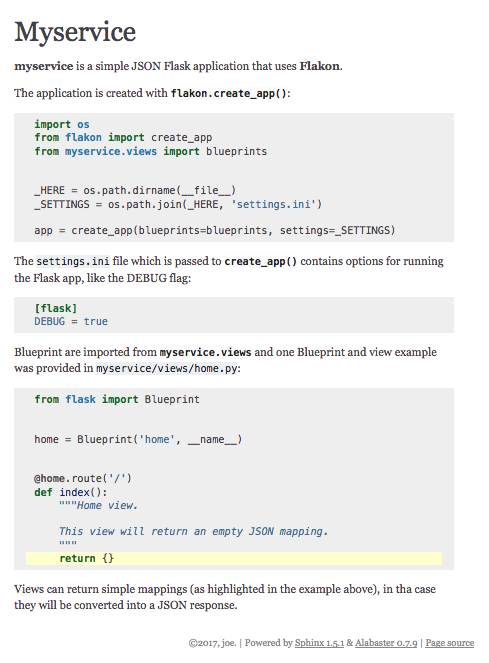 Myservice
myservice is a simple JSON Flask application that uses Flakon.
The application is created with flakon.create_app():
import os
from flakon import create_app
from myservice.views import blueprints
_HERE = os.path.dirname(__file__)
_SETTINGS = os.path.join(_HERE, 'settings.ini')
app = create_app(blueprints=blueprints, settings=_SETTINGS)
The settings.ini file which is passed to create_app() contains options for running
the Flask app, like the DEBUG flag:
[flask]
DEBUG = true
Blueprint are imported from myservice.views and one Blueprint and view example
was provided in myservice/views/home.py:
from flask import Blueprint
home = Blueprint('home', __name__)
@home.route('/')
def index():
"""Home view.
This view will return an empty JSON mapping.
"""
return {}
Views can return simple mappings (as highlighted in the example above), in tha case
they will be converted into a JSON response.
©2017, joe. | Powered by Sphinx 1.5.1 & Alabaster 0.7.9 | Page source